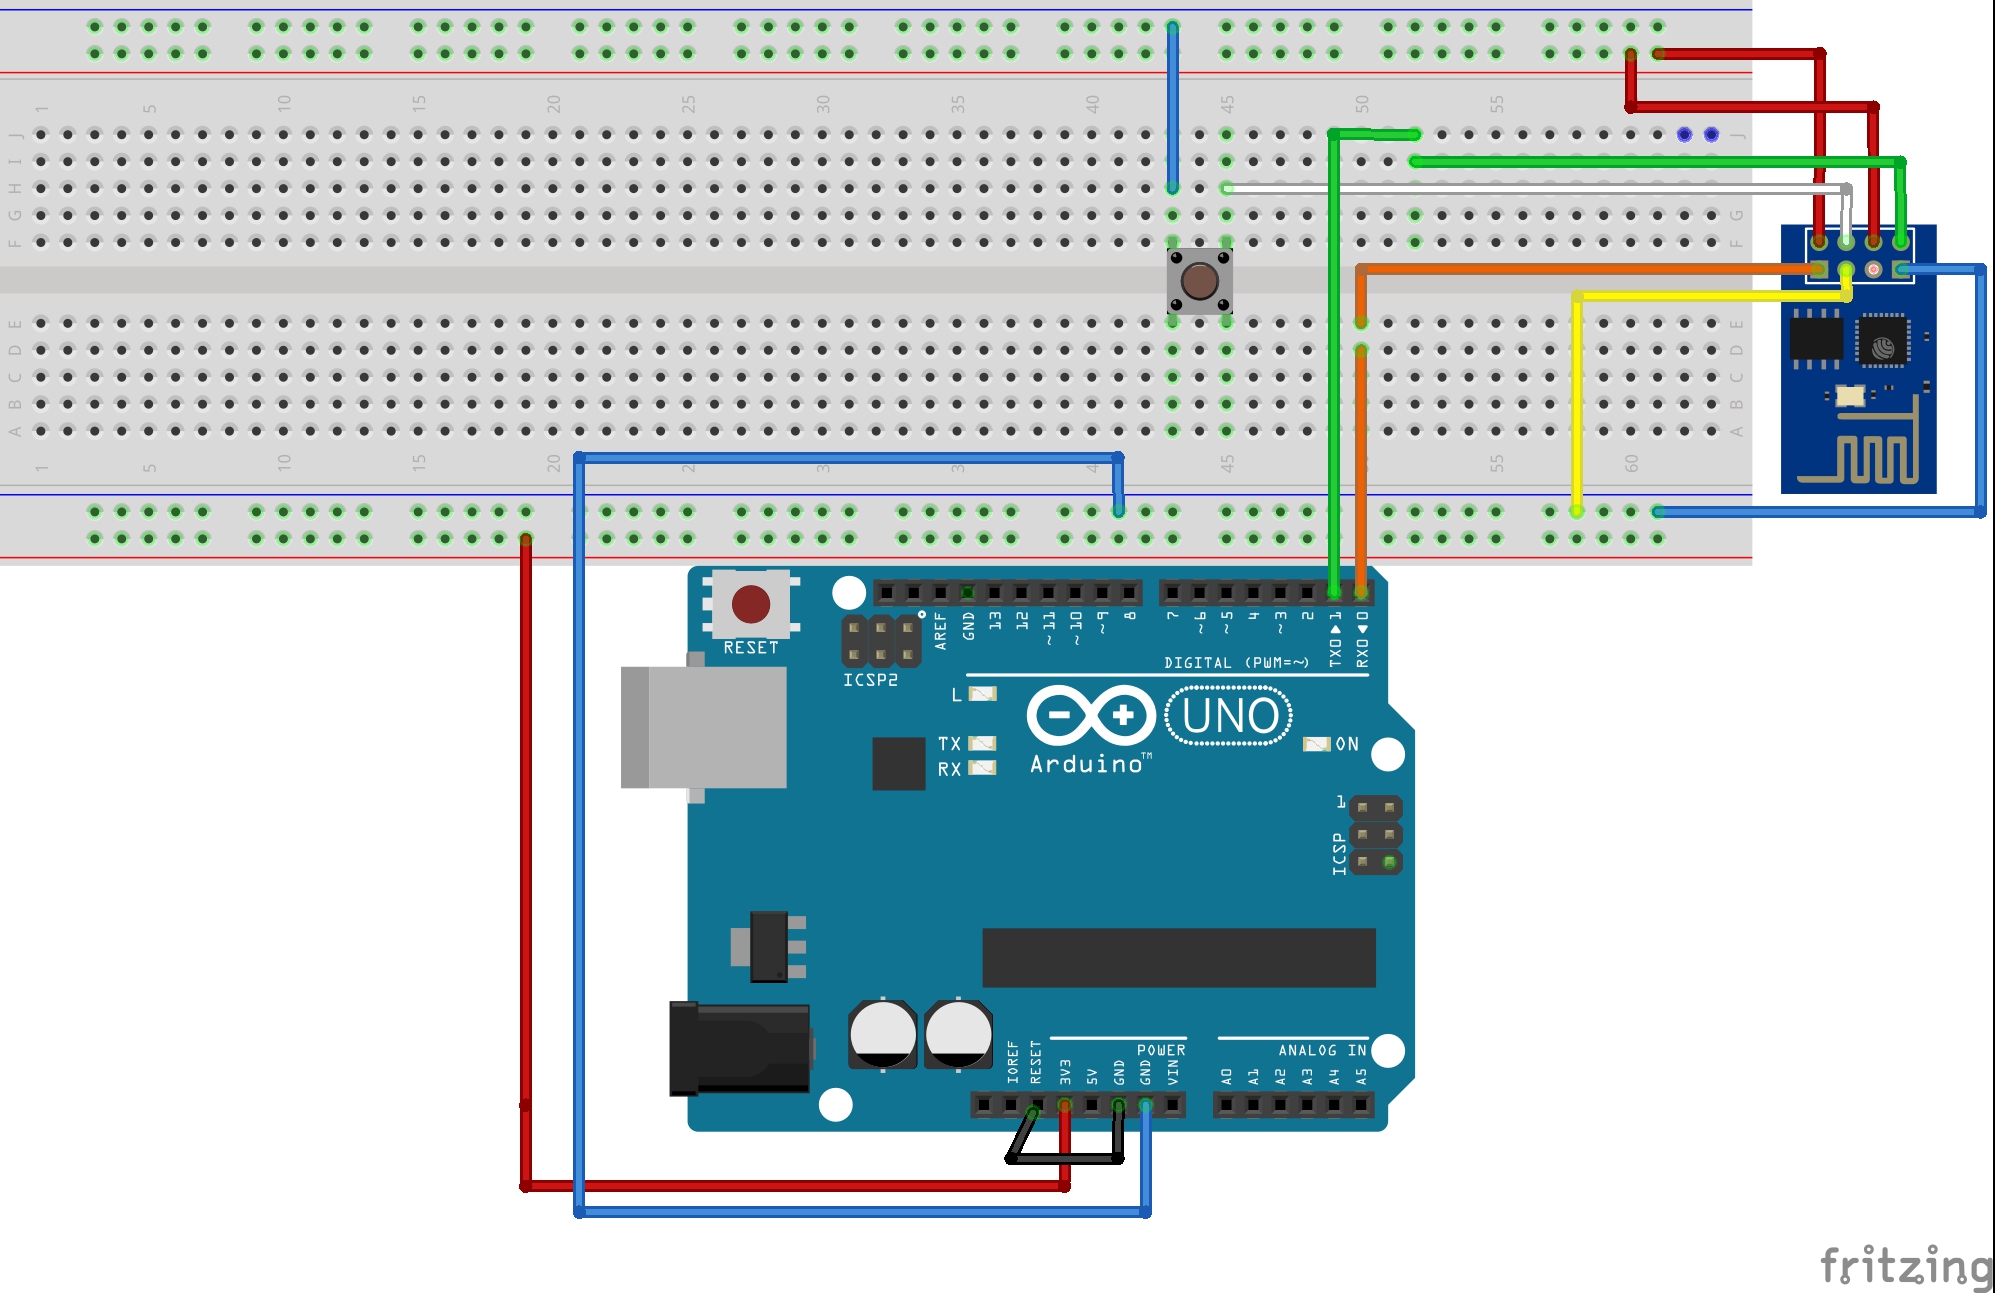 1 5 10 15 20 25 30 35 40 45 50 55
J
I
H
G
F
J
G
F
E
D
C
B
A
E
D
C
B
A
1 5 10 15 20 2 3 35 4 45 55 60
RESET
ICSP2
AREF
GND
13
12
~11
~10
~9
8
7
~6
~5
4
~3
2
TX0▶1
RX0◀0
DIGITAL (PWM=~)
L
TX
RX
UNO
Arduino™
ON
1
ICSP
IOREF
RESET
3V3
5V
GND
GND
VIN
POWER
ANALOG IN
A0
A1
A2
A3
A4
A5
fritzing